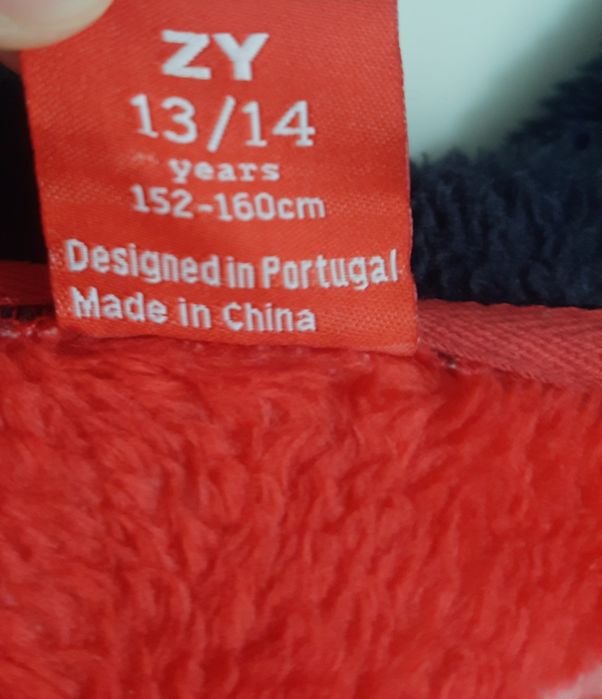 ZY
13/14
years
152-160cm
Designed in Portugal
Made in China